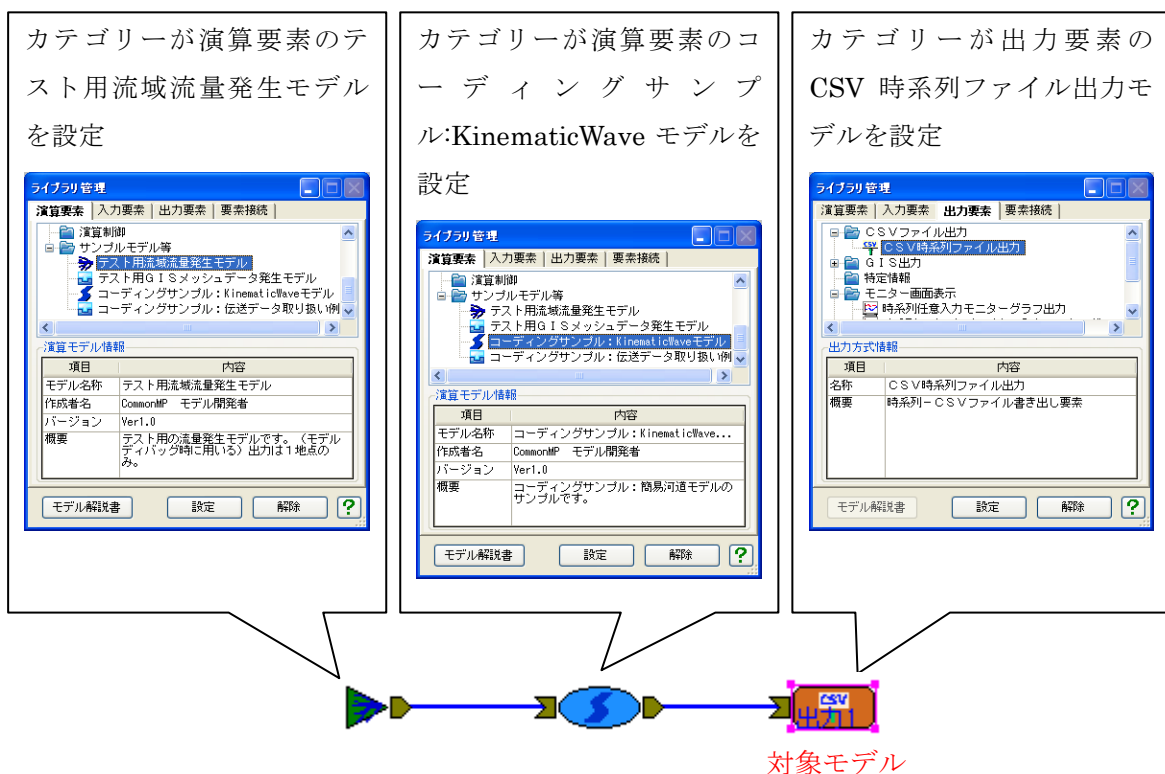 カテゴリーが演算要素のテ
スト用流域流量発生モデル
を設定
ライブラリ管理
演算要素 入力要素 出力要素 要素接続
演算制御
サンプルモデル等
テスト用流域流量発生モデル
テスト用GISメッシュデータ発生モデル
コーディングサンプル:KinematicWaveモデル
コーディングサンプル:伝送データ取り扱い例
演算モデル情報
項目 内容
モデル名称 テスト用流域流量発生モデル
作成者名 CommonMP モデル開発者
バージョン Ver1.0
概要 テスト用の流量発生モデルです。(モデル
ディバッグ時に用いる)出力は1地点の
み。
モデル解説書 設定 解除 ?
カテゴリーが演算要素のコ
ーディングサンプ
ル:KinematicWave モデルを
設定
ライブラリ管理
演算要素 入力要素 出力要素 要素接続
演算制御
サンプルモデル等
テスト用流域流量発生モデル
テスト用GISメッシュデータ発生モデル
コーディングサンプル:KinematicWaveモデル
コーディングサンプル:伝送データ取り扱い例
演算モデル情報
項目 内容
モデル名称 コーディングサンプル:KinematicWave...
作成者名 CommonMP モデル開発者
バージョン Ver1.0
概要 コーディングサンプル:簡易河道モデルの
サンプルです。
モデル解説書 設定 解除 ?
カテゴリーが出力要素の
CSV 時系列ファイル出力モ
デルを設定
ライブラリ管理
演算要素 入力要素 出力要素 要素接続
CSVファイル出力
CSV CSV時系列ファイル出力
GIS出力
特定情報
モニター画面表示
時系列任意入力モニターグラフ出力
出力方式情報
項目 内容
名称 CSV時系列ファイル出力
概要 時系列-CSVファイル書き出し要素
モデル解説書 設定 解除 ?
CSV
出力1
対象モデル